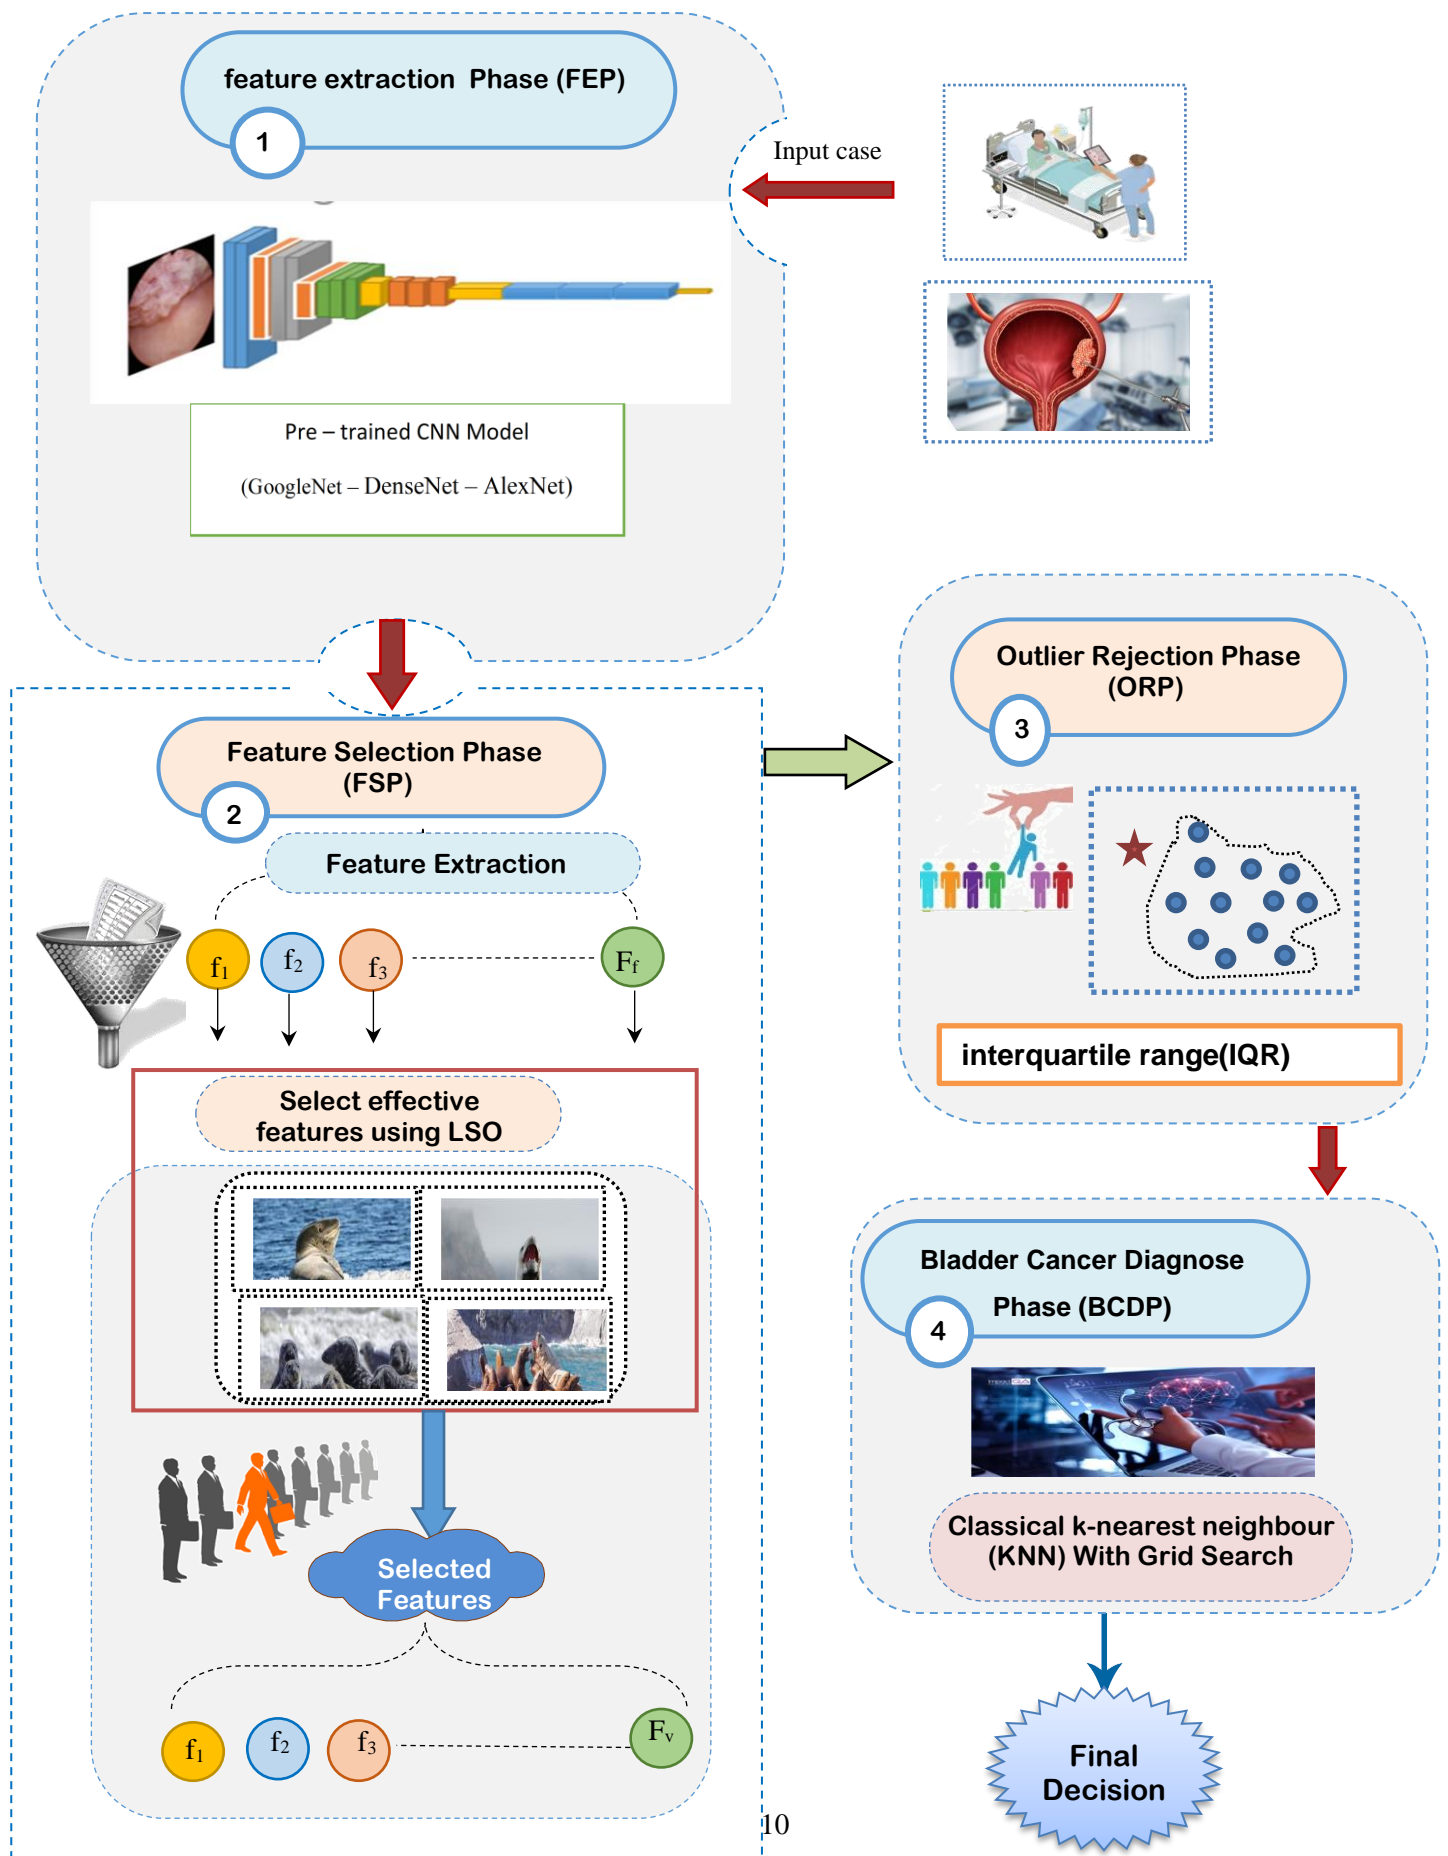 feature extraction Phase (FEP)
1
Input case
Pre – trained CNN Model
(GoogleNet – DenseNet – AlexNet)
Feature Selection Phase
(FSP)
2
Feature Extraction
f1
f2
f3
Ff
Select effective
features using LSO
Selected
Features
f1
f2
f3
Fv
Outlier Rejection Phase
(ORP)
3
interquartile range(IQR)
Bladder Cancer Diagnose
Phase (BCDP)
4
Classical k-nearest neighbour
(KNN) With Grid Search
Final
Decision
10